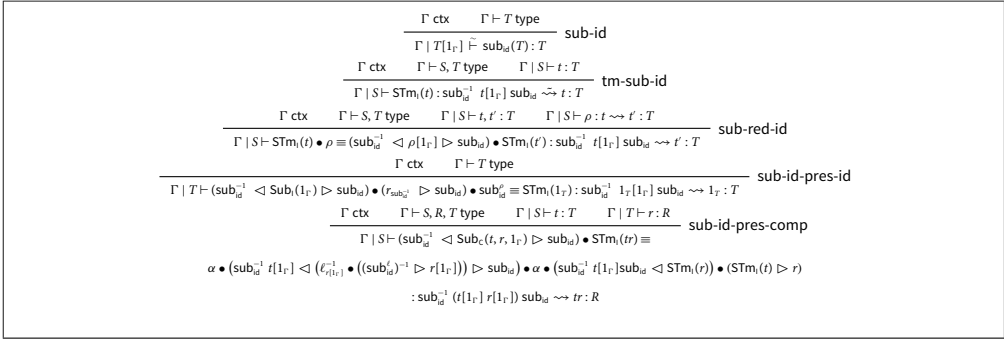 Γ ctx Γ ⊢ T type
Γ | T[1_Γ] ⊢̃ sub_id(T) : T sub-id
Γ ctx Γ ⊢ S, T type Γ | S ⊢ t : T
Γ | S ⊢ STm_I(t) : sub_id^{-1} t[1_Γ] sub_id ⇝̃ t : T tm-sub-id
Γ ctx Γ ⊢ S, T type Γ | S ⊢ t, t′ : T Γ | S ⊢ ρ : t ⇝ t′ : T
Γ | S ⊢ STm_I(t) • ρ ≡ (sub_id^{-1} ◁ ρ[1_Γ] ▷ sub_id) • STm_I(t′) : sub_id^{-1} t[1_Γ] sub_id ⇝ t′ : T sub-red-id
Γ ctx Γ ⊢ T type
Γ | T ⊢ (sub_id^{-1} ◁ Sub_I(1_Γ) ▷ sub_id) • (r_{sub_id^{-1}} ▷ sub_id) • sub_id^ρ ≡ STm_I(1_T) : sub_id^{-1} 1_T[1_Γ] sub_id ⇝ 1_T : T sub-id-pres-id
Γ ctx Γ ⊢ S, R, T type Γ | S ⊢ t : T Γ | T ⊢ r : R
Γ | S ⊢ (sub_id^{-1} ◁ Sub_C(t, r, 1_Γ) ▷ sub_id) • STm_I(tr) ≡ sub-id-pres-comp
α • (sub_id^{-1} t[1_Γ] ◁ (ℓ_{r[1_Γ]}^{-1} • ((sub_id^ℓ)^{-1} ▷ r[1_Γ])) ▷ sub_id) • α • (sub_id^{-1} t[1_Γ]sub_id ◁ STm_I(r)) • (STm_I(t) ▷ r)
: sub_id^{-1} (t[1_Γ] r[1_Γ]) sub_id ⇝ tr : R